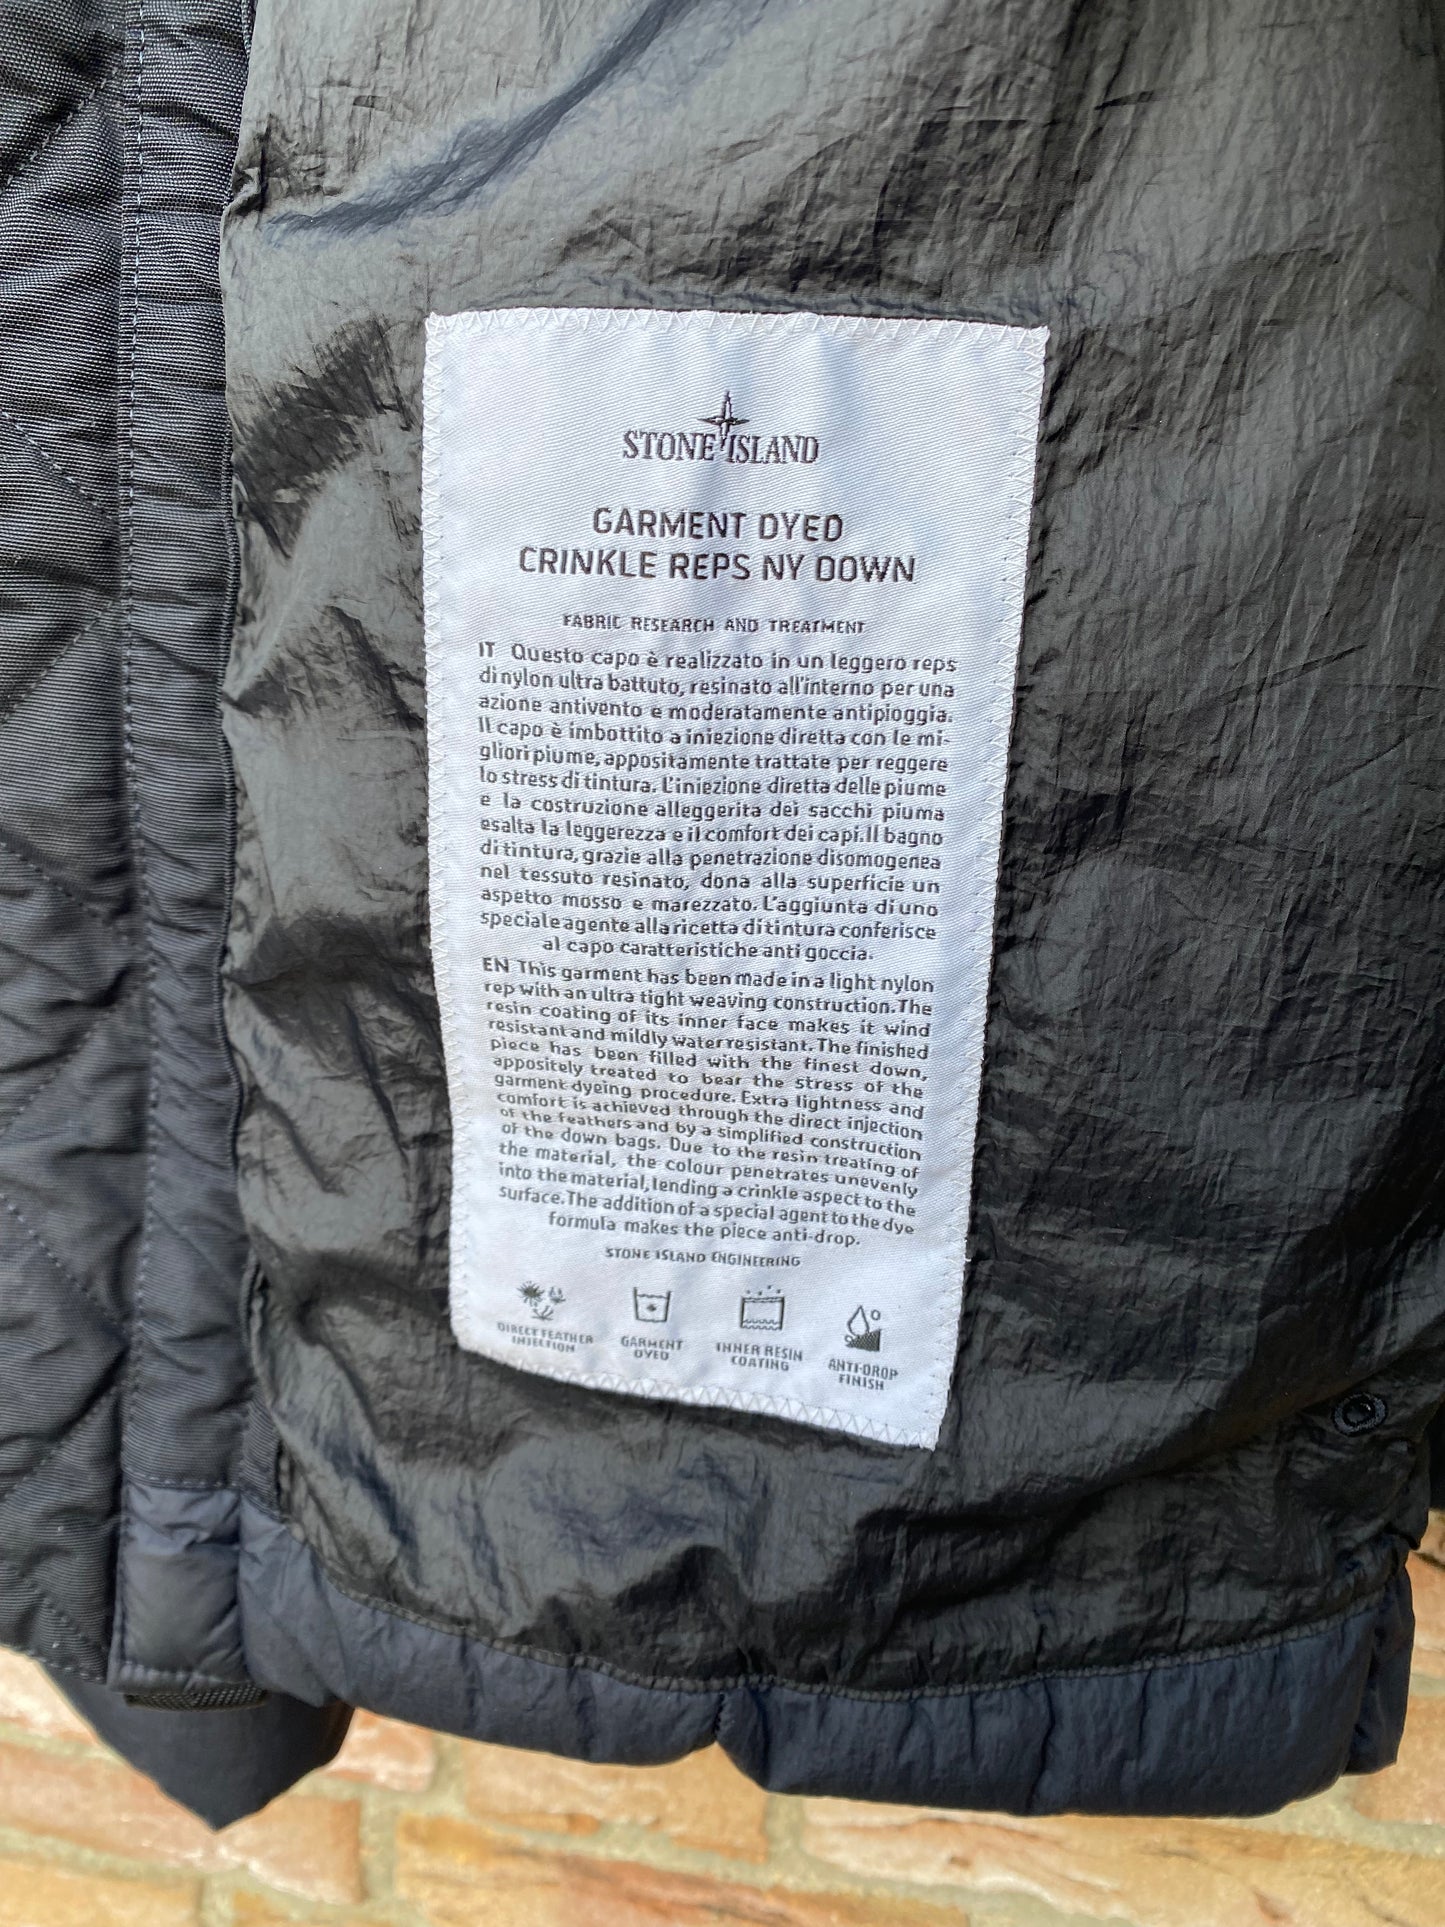 STONE ISLAND
GARMENT DYED
CRINKLE REPS NY DOWN
FABRIC RESEARCH AND TREATMENT
IT Questo capo è realizzato in un leggero reps
di nylon ultra battuto, resinato all'interno per una
azione antivento e moderatamente antipioggia.
Il capo è imbottito a iniezione diretta con le mi-
gliori piume, appositamente trattate per reggere
lo stress di tintura. L'iniezione diretta delle piume
e la costruzione alleggerita dei sacchi piuma
esalta la leggerezza e il comfort dei capi. Il bagno
di tintura, grazie alla penetrazione disomogenea
nel tessuto resinato, dona alla superficie un
aspetto mosso e marezzato. L'aggiunta di uno
speciale agente alla ricetta di tintura conferisce
al capo caratteristiche anti goccia.
EN This garment has been made in a light nylon
rep with an ultra tight weaving construction. The
resin coating of its inner face makes it wind
resistant and mildly water resistant. The finished
piece has been filled with the finest down,
appositely treated to bear the stress of the
garment dyeing procedure. Extra lightness and
comfort is achieved through the direct injection
of the feathers and by a simplified construction
of the down bags. Due to the resin treating of
the material, the colour penetrates unevenly
into the material, lending a crinkle aspect to the
surface. The addition of a special agent to the dye
formula makes the piece anti-drop.
STONE ISLAND ENGINEERING
DIRECT FEATHER
INJECTION
GARMENT
DYED
INNER RESIN
COATING
ANTI-DROP
FINISH